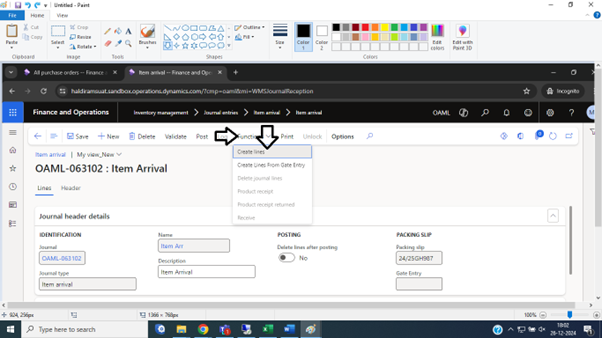 Untitled - Paint
File Home View
Paste
Cut
Copy
Clipboard
Select
Crop
Resize
Rotate
Image
Tools
Brushes
Shapes
Outline
Fill
Size
Color 1
Color 2
Colors
Edit colors
Edit with Paint 3D
All purchase orders -- Finance
Item arrival -- Finance and Operat
haldiramsuat.sandbox.operations.dynamics.com/?cmp=oaml&mi=WMSJournalReception
Incognito
Finance and Operations
Inventory management > Journal entries > Item arrival > Item arrival
OAML
Save New Delete Validate Post Print Unlock Options
Create lines
Create Lines From Gate Entry
Delete journal lines
Product receipt
Product receipt returned
Receive
Item arrival | My view_New
OAML-063102 : Item Arrival
Lines Header
Journal header details
IDENTIFICATION
Journal
OAML-063102
Journal type
Item arrival
Name
Item Arr
Description
Item Arrival
POSTING
Delete lines after posting
No
PACKING SLIP
Packing slip
24/25GH987
Gate Entry
924, 256px
1366 × 768px
100%
Type here to search
18:02
28-12-2024